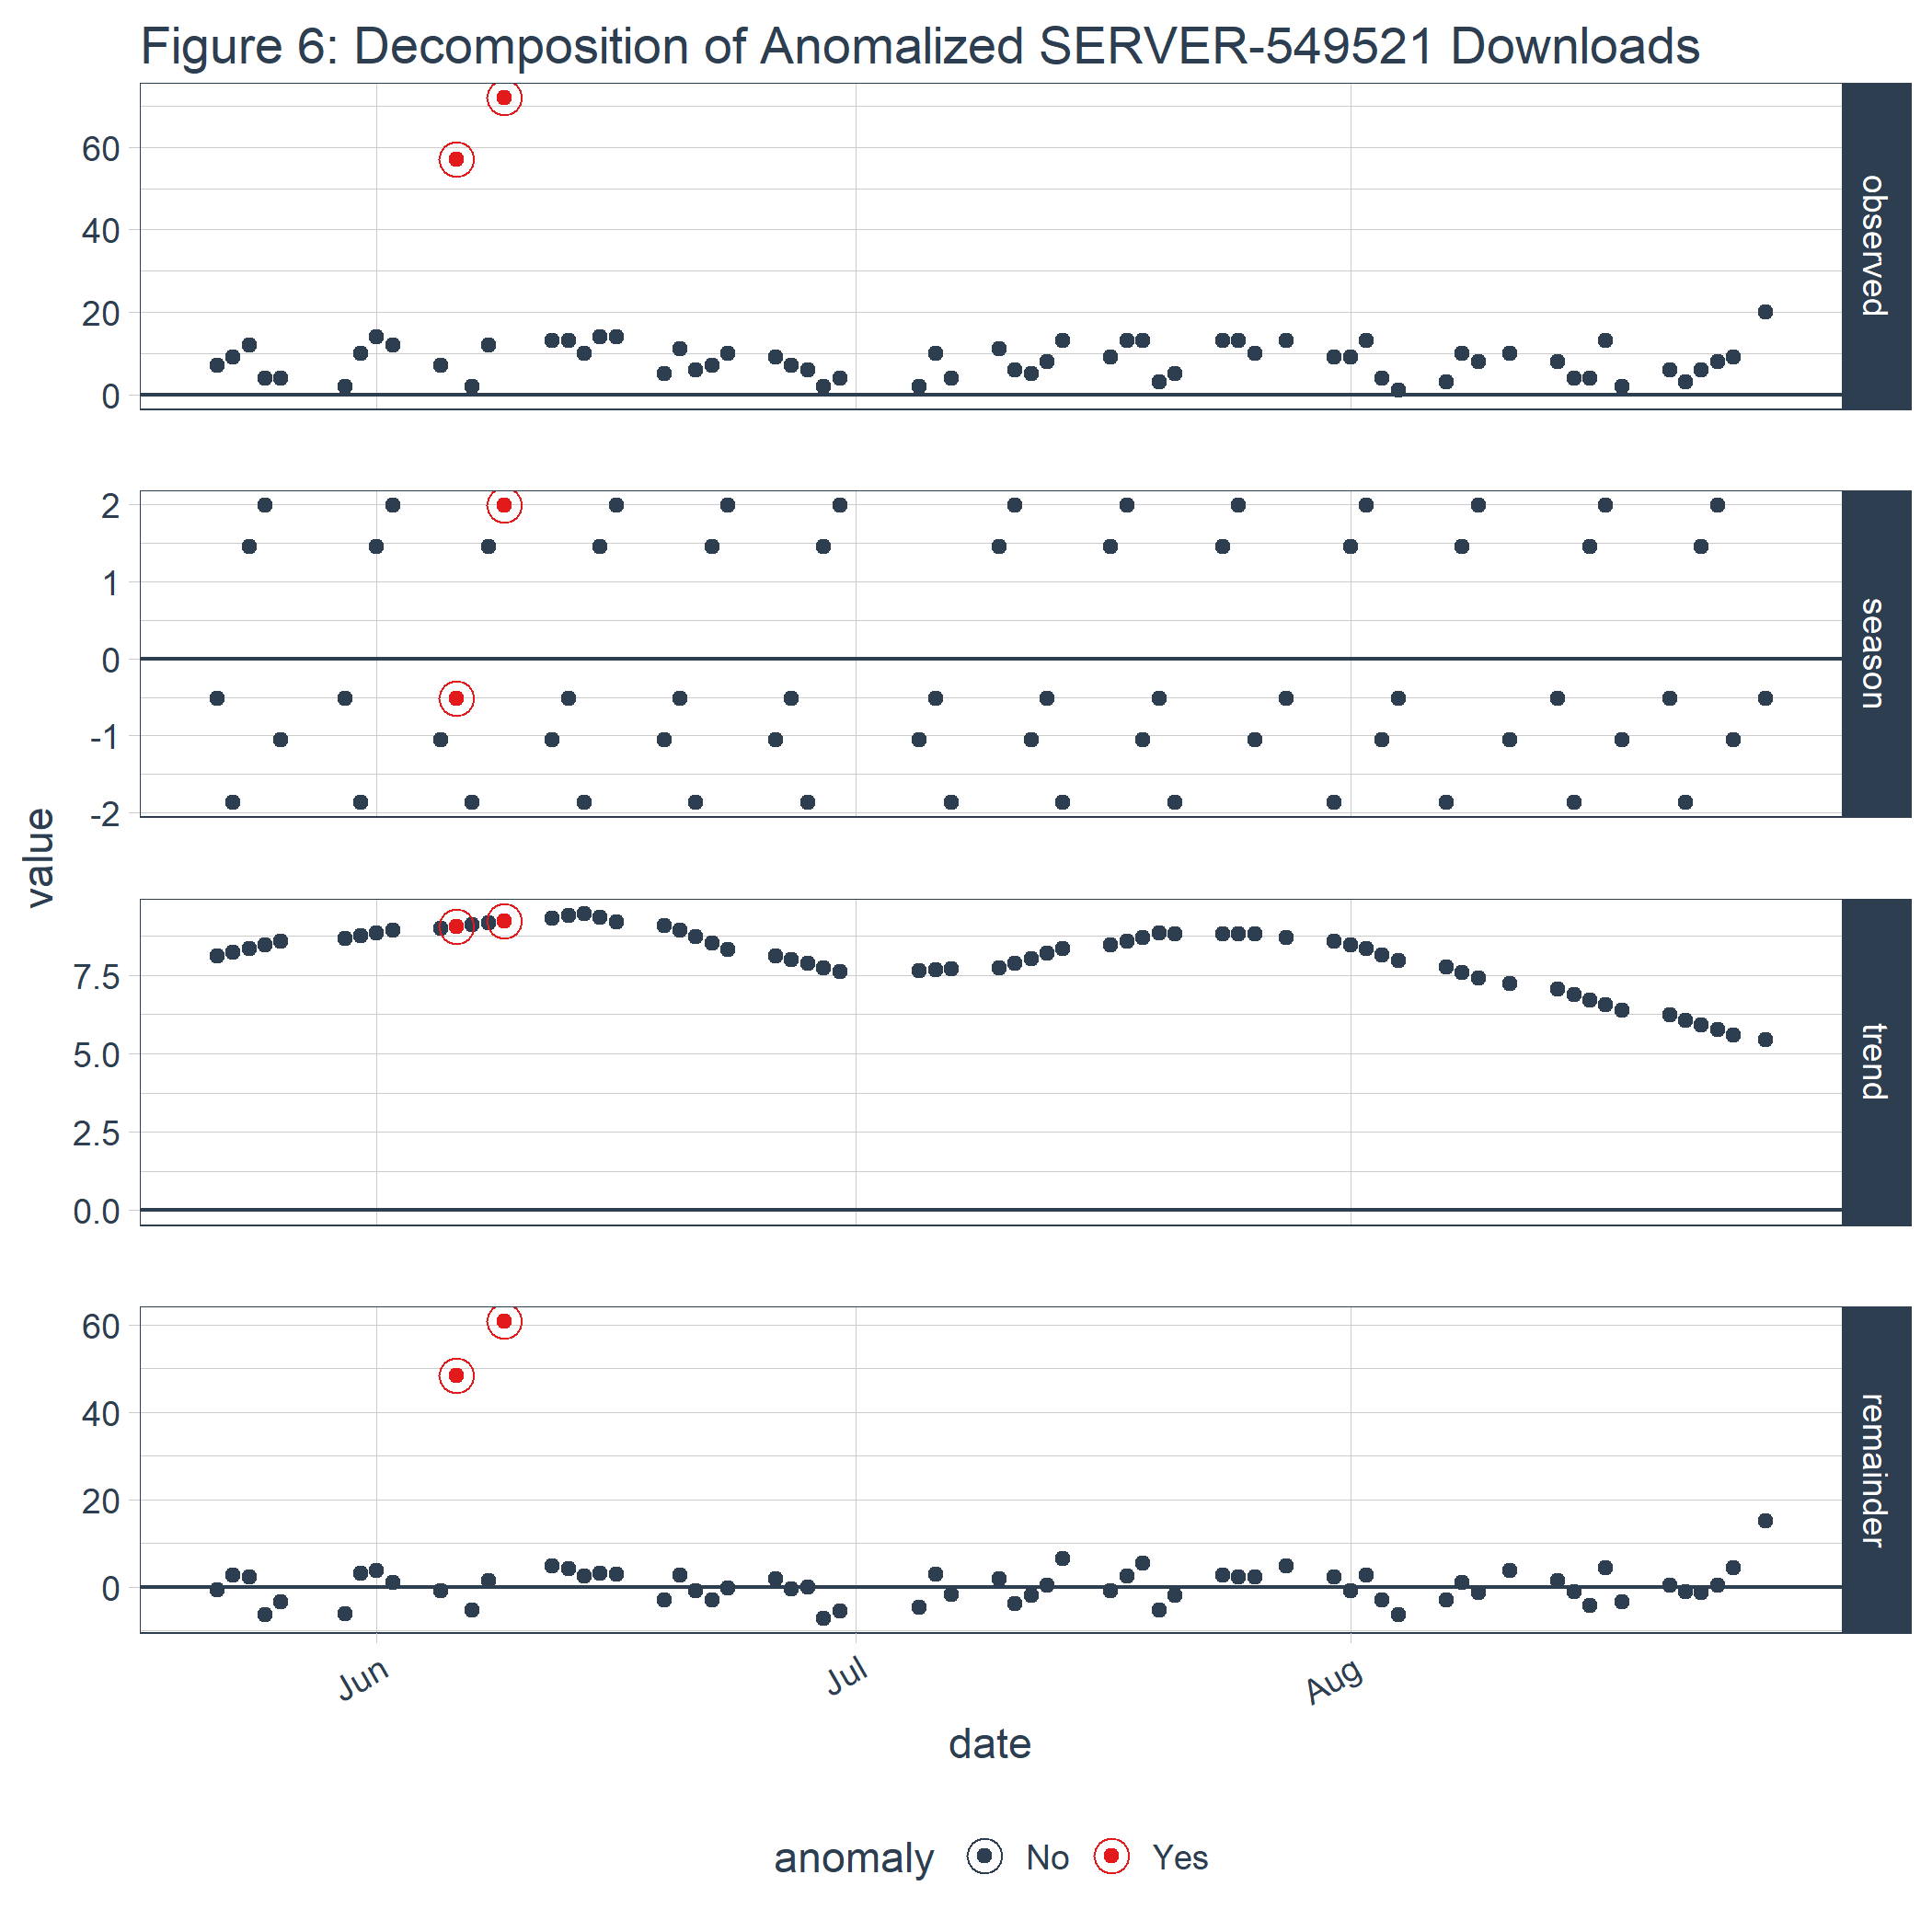 Figure 6: Decomposition of Anomalized SERVER-549521 Downloads
60
40
20
0
observed
2
1
0
-1
-2
season
7.5
5.0
2.5
0.0
trend
60
40
20
0
remainder
value
Jun
Jul
Aug
date
anomaly No Yes